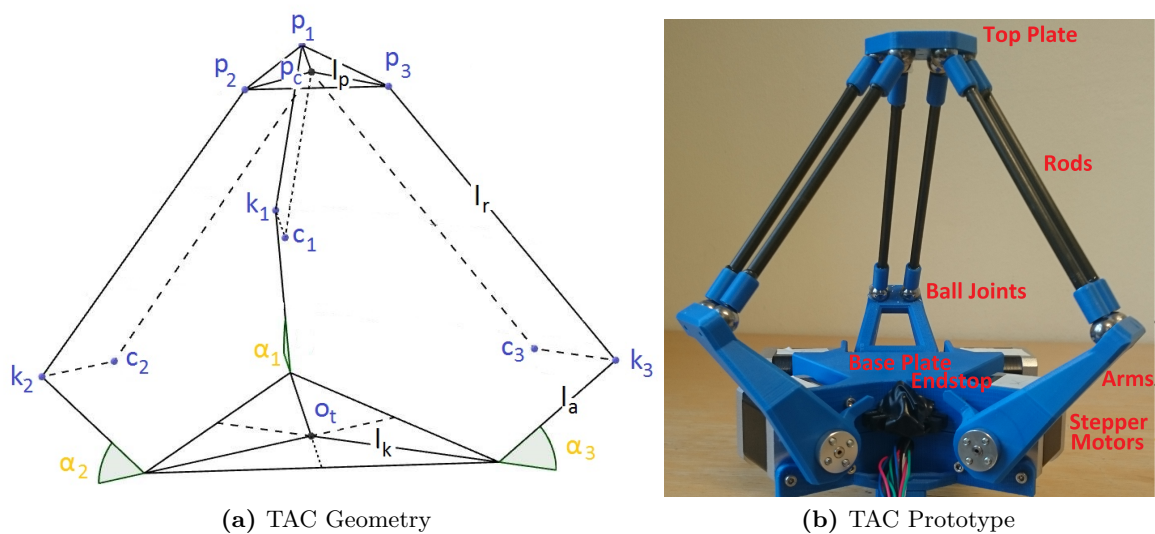 p1
p2
pc
lp
p3
k1
c1
lr
α1
c2
k2
c3
k3
ot
lk
la
α2
α3
Top Plate
Rods
Ball Joints
Base Plate
Endstop
Arms
Stepper
Motors
(a) TAC Geometry
(b) TAC Prototype